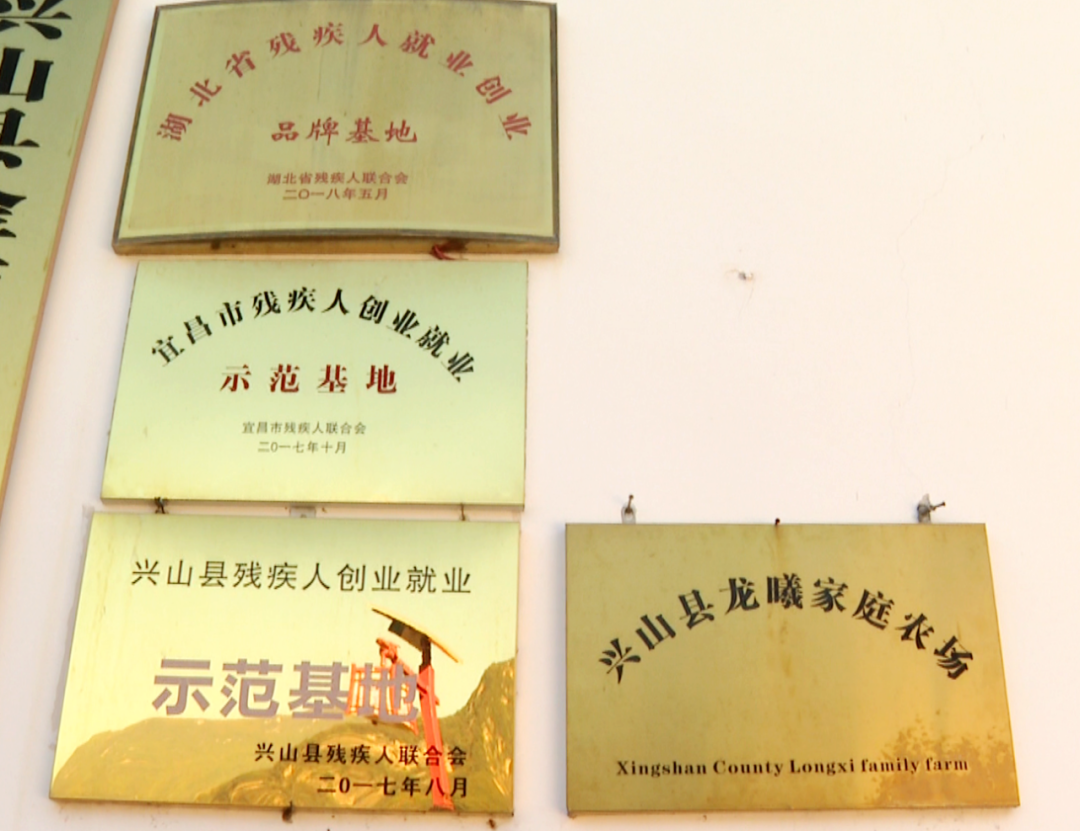 湖北省残疾人就业创业
品牌基地
湖北省残疾人联合会
二〇一八年五月
宜昌市残疾人创业就业
示范基地
宜昌市残疾人联合会
二0一七年十月
兴山县残疾人创业就业
示范基地
兴山县残疾人联合会
二0一七年八月
兴山县龙曦家庭农场
Xingshan County Longxi family farm